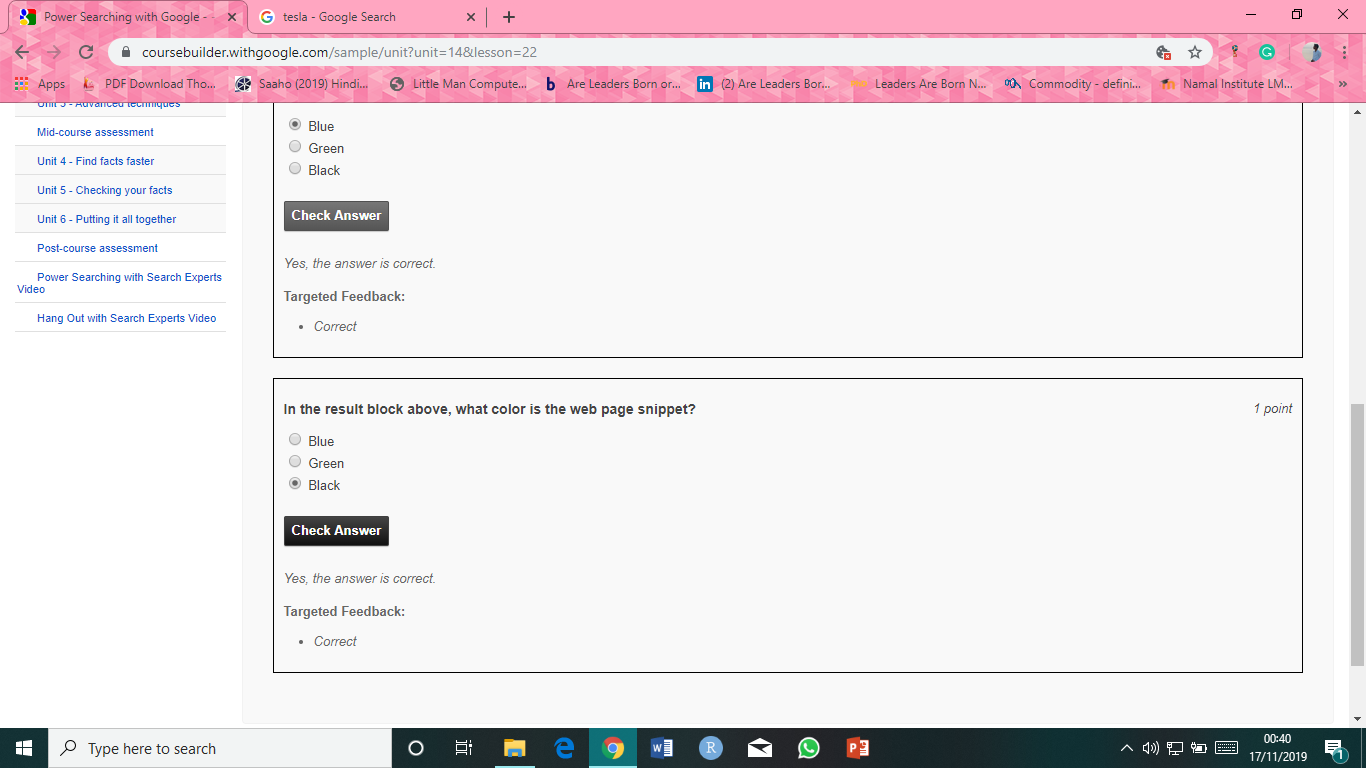 Power Searching with Google - -
tesla - Google Search
coursebuilder.withgoogle.com/sample/unit?unit=14&lesson=22
Apps
PDF Download Tho...
Saaho (2019) Hindi...
Little Man Compute...
Are Leaders Born or...
(2) Are Leaders Bor...
Leaders Are Born N...
Commodity - defini...
Namal Institute LM...
Unit 3 - Advanced techniques
Mid-course assessment
Unit 4 - Find facts faster
Unit 5 - Checking your facts
Unit 6 - Putting it all together
Post-course assessment
Power Searching with Search Experts
Video
Hang Out with Search Experts Video
Blue
Green
Black
Check Answer
Yes, the answer is correct.
Targeted Feedback:
• Correct
In the result block above, what color is the web page snippet?
1 point
Blue
Green
Black
Check Answer
Yes, the answer is correct.
Targeted Feedback:
• Correct
Type here to search
00:40
17/11/2019